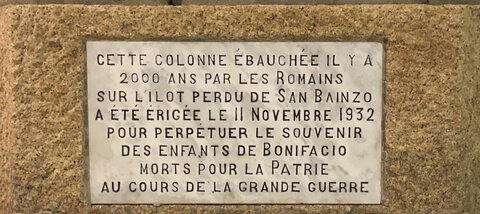 CETTE COLONNE ÉBAUCHÉE IL Y A
2000 ANS PAR LES ROMAINS
SUR L'ILOT PERDU DE SAN BAINZO
A ÉTÉ ÉRIGÉE LE 11 NOVEMBRE 1932
POUR PERPÉTUER LE SOUVENIR
DES ENFANTS DE BONIFACIO
MORTS POUR LA PATRIE
AU COURS DE LA GRANDE GUERRE